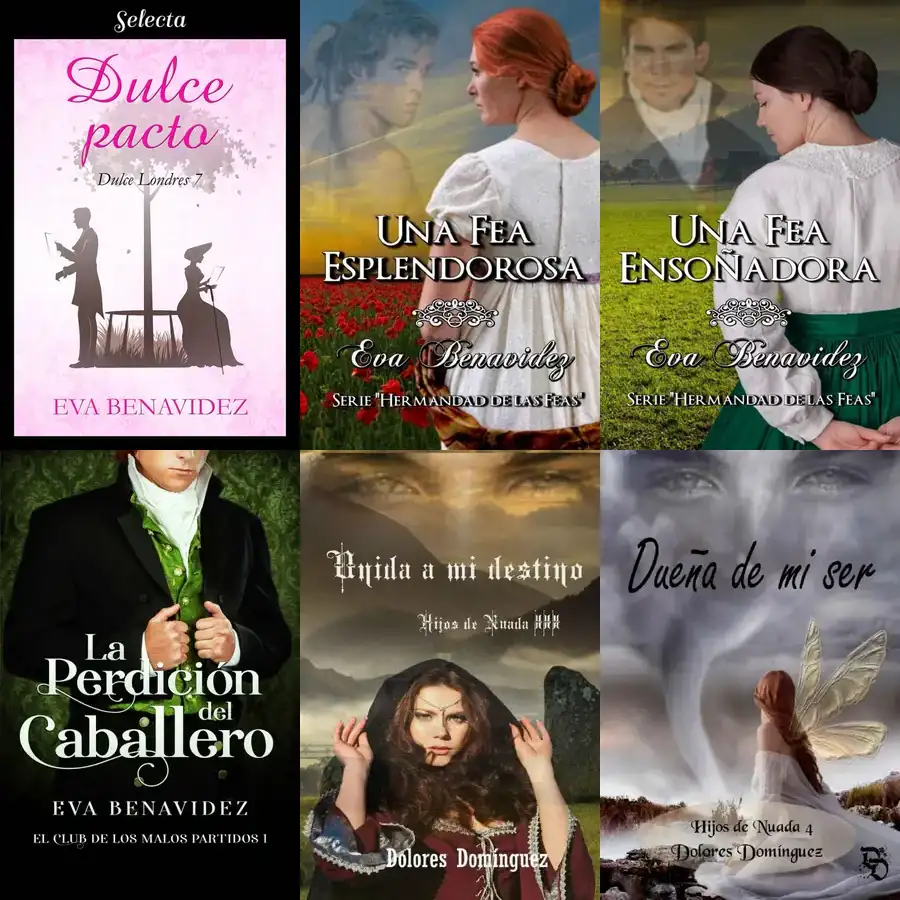 Selecta
Dulce
pacto
Dulce Londres 7
EVA BENAVIDEZ
UNA FEA
ESPLENDOROSA
Eva Benavidez
SERIE "HERMANDAD DE LAS FEAS"
UNA FEA
ENSOÑADORA
Eva Benavidez
SERIE "HERMANDAD DE LAS FEAS"
La
Perdición
del
Caballero
EVA BENAVIDEZ
EL CLUB DE LOS MALOS PARTIDOS 1
Unida a mi destino
Hijos de Nuada III
Dolores Domínguez
Dueña de mi ser
Hijos de Nuada 4
Dolores Domínguez
DD